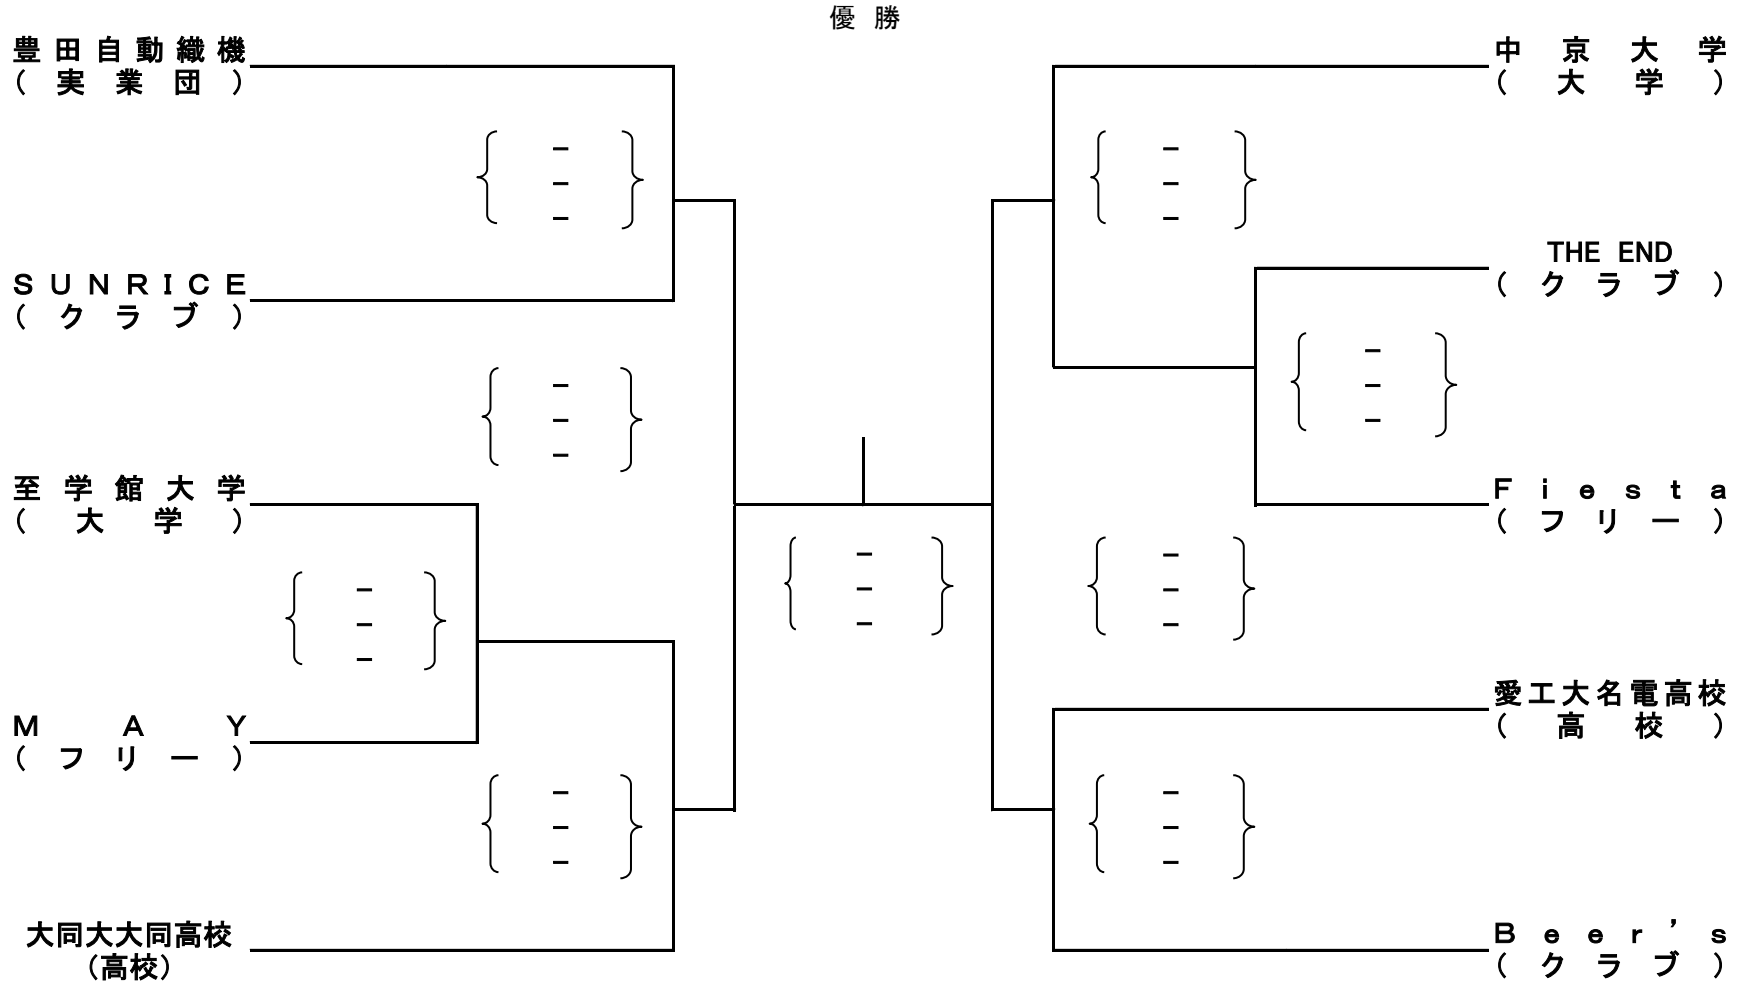 優 勝
豊田自動織機
(実業団)
－
－
－
SUNRICE
(クラブ)
－
－
－
至学館大学
(大学)
－
－
－
MAY
(フリー)
－
－
－
大同大大同高校
(高校)
－
－
－
中京大学
(大学)
－
－
－
THE END
(クラブ)
－
－
－
Fiesta
(フリー)
－
－
－
愛工大名電高校
(高校)
－
－
－
Beer's
(クラブ)